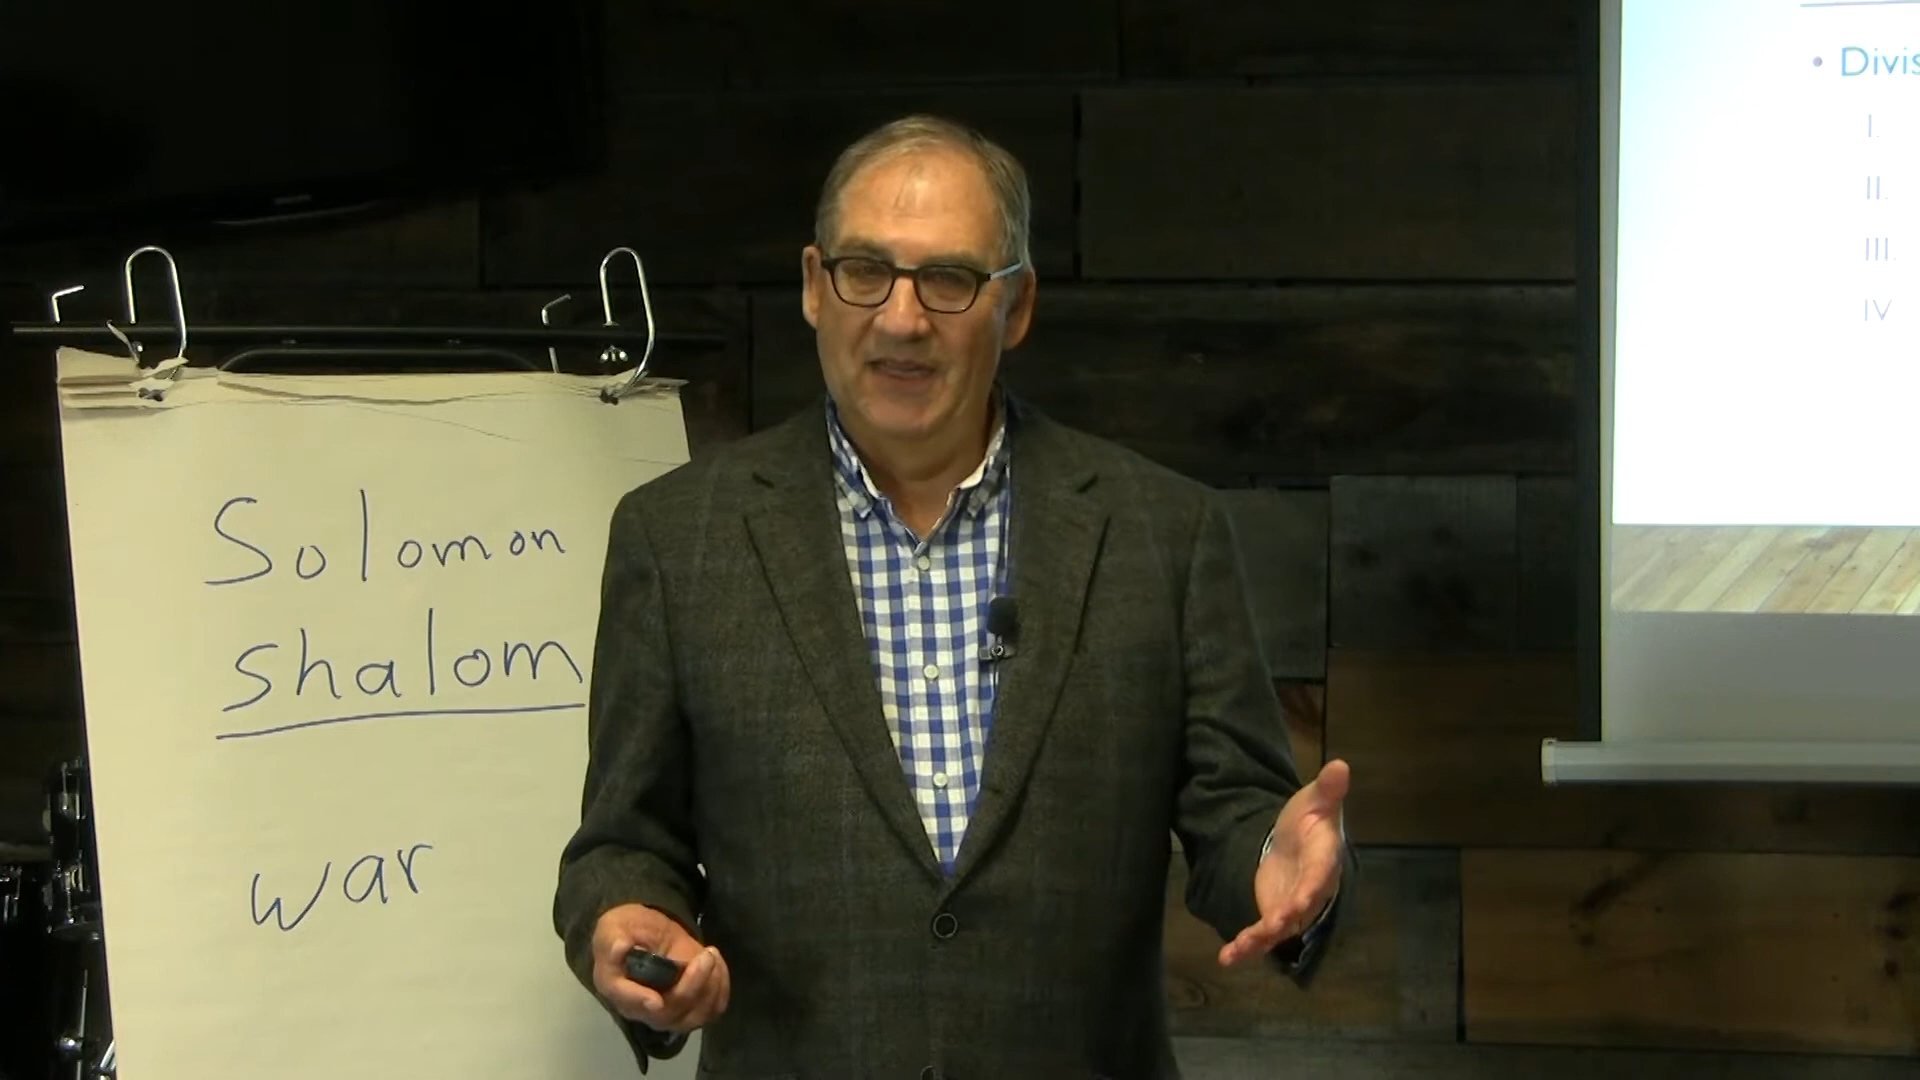 Solomon
shalom
war
• Divis
I.
II.
III.
IV